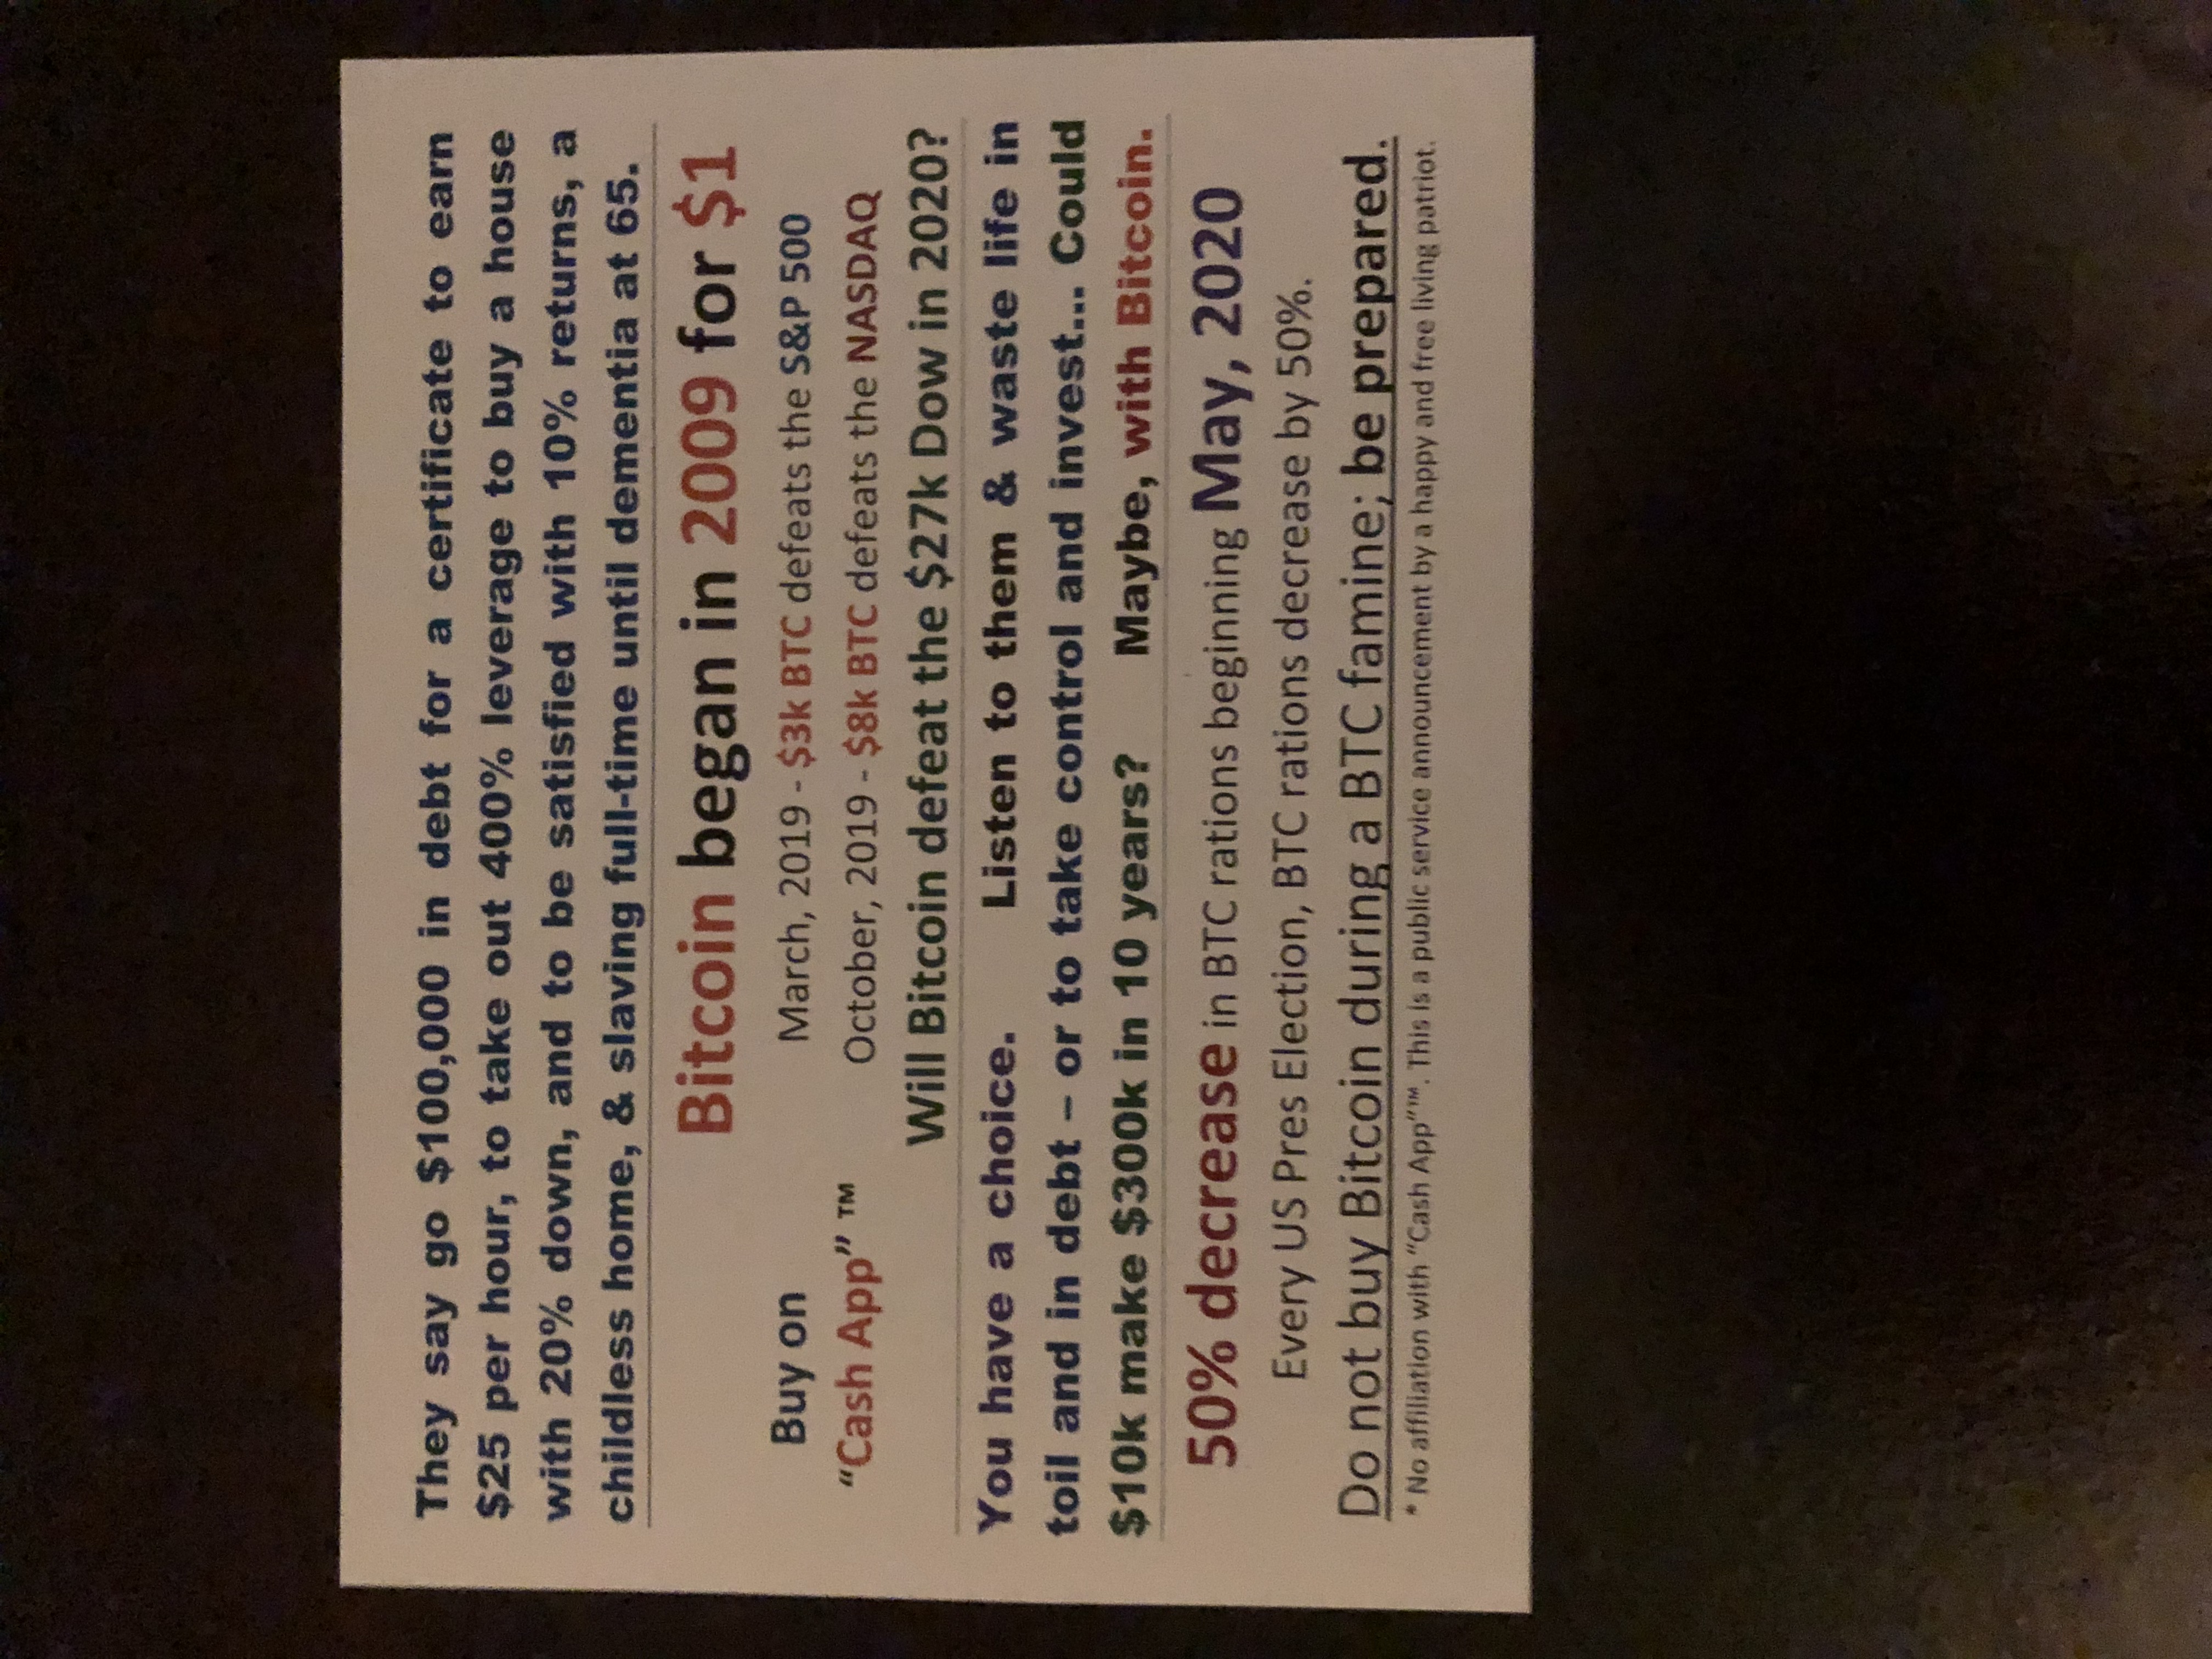 They say go $100,000 in debt for a certificate to earn
$25 per hour, to take out 400% leverage to buy a house
with 20% down, and to be satisfied with 10% returns, a
childless home, & slaving full-time until dementia at 65.
Bitcoin began in 2009 for $1
Buy on
"Cash App" ™
March, 2019 - $3k BTC defeats the S&P 500
October, 2019 - $8k BTC defeats the NASDAQ
Will Bitcoin defeat the $27k Dow in 2020?
You have a choice. Listen to them & waste life in
toil and in debt – or to take control and invest... Could
$10k make $300k in 10 years? Maybe, with Bitcoin.
50% decrease in BTC rations beginning May, 2020
Every US Pres Election, BTC rations decrease by 50%.
Do not buy Bitcoin during a BTC famine; be prepared.
* No affiliation with "Cash App"™. This is a public service announcement by a happy and free living patriot.